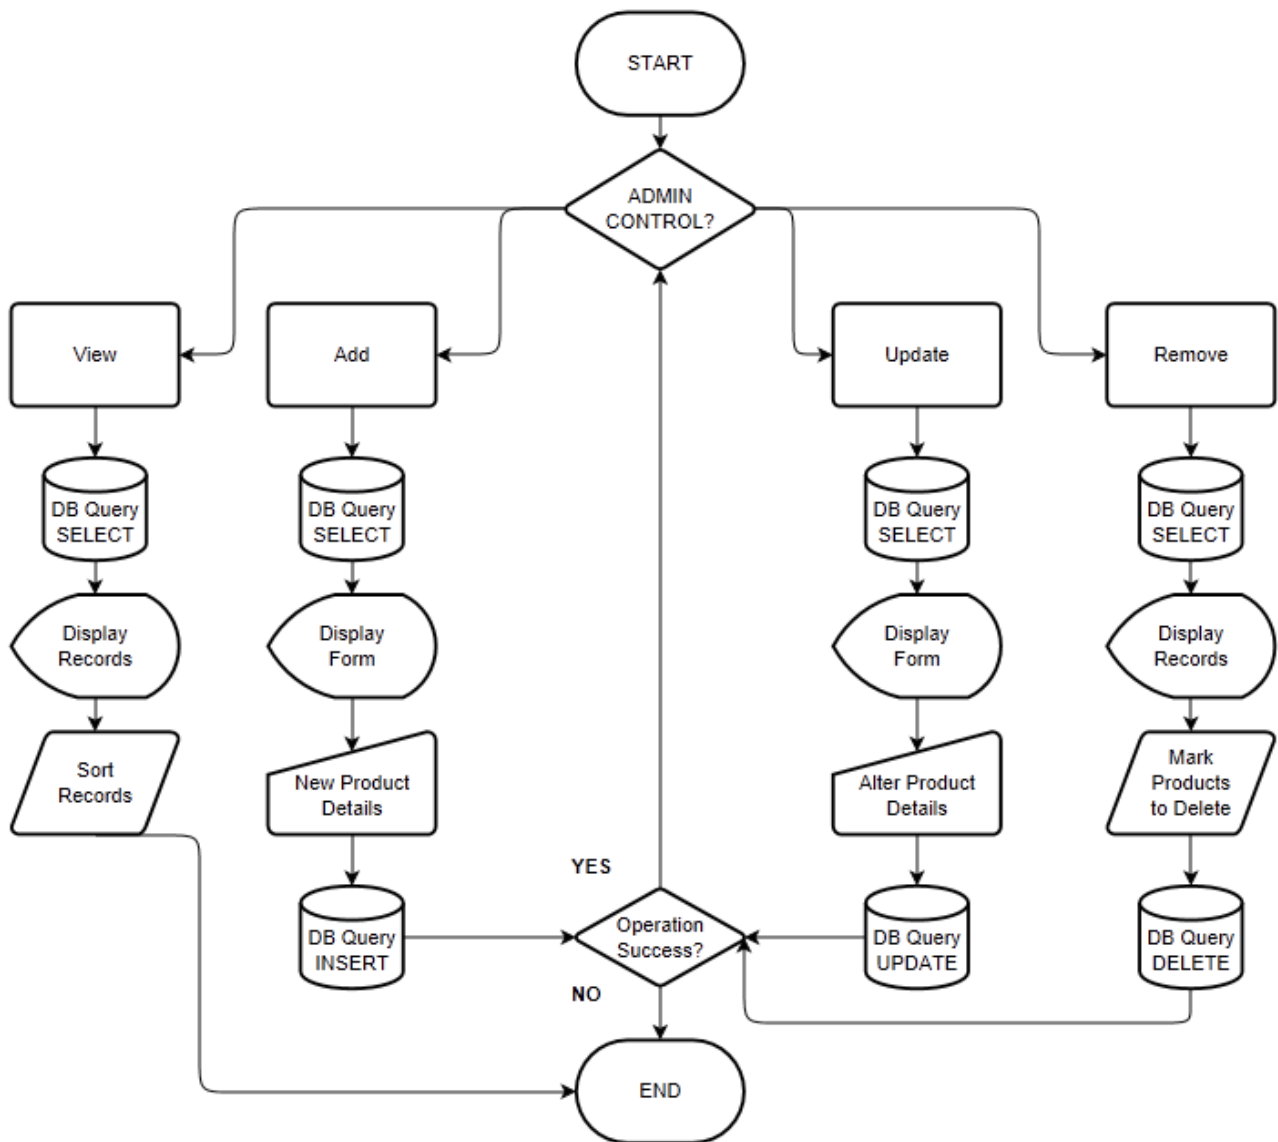 START
ADMIN
CONTROL?
View
Add
Update
Remove
DB Query
SELECT
DB Query
SELECT
DB Query
SELECT
DB Query
SELECT
Display
Records
Display
Form
Display
Form
Display
Records
Sort
Records
New Product
Details
Alter Product
Details
Mark
Products
to Delete
YES
DB Query
INSERT
Operation
Success?
DB Query
UPDATE
DB Query
DELETE
NO
END